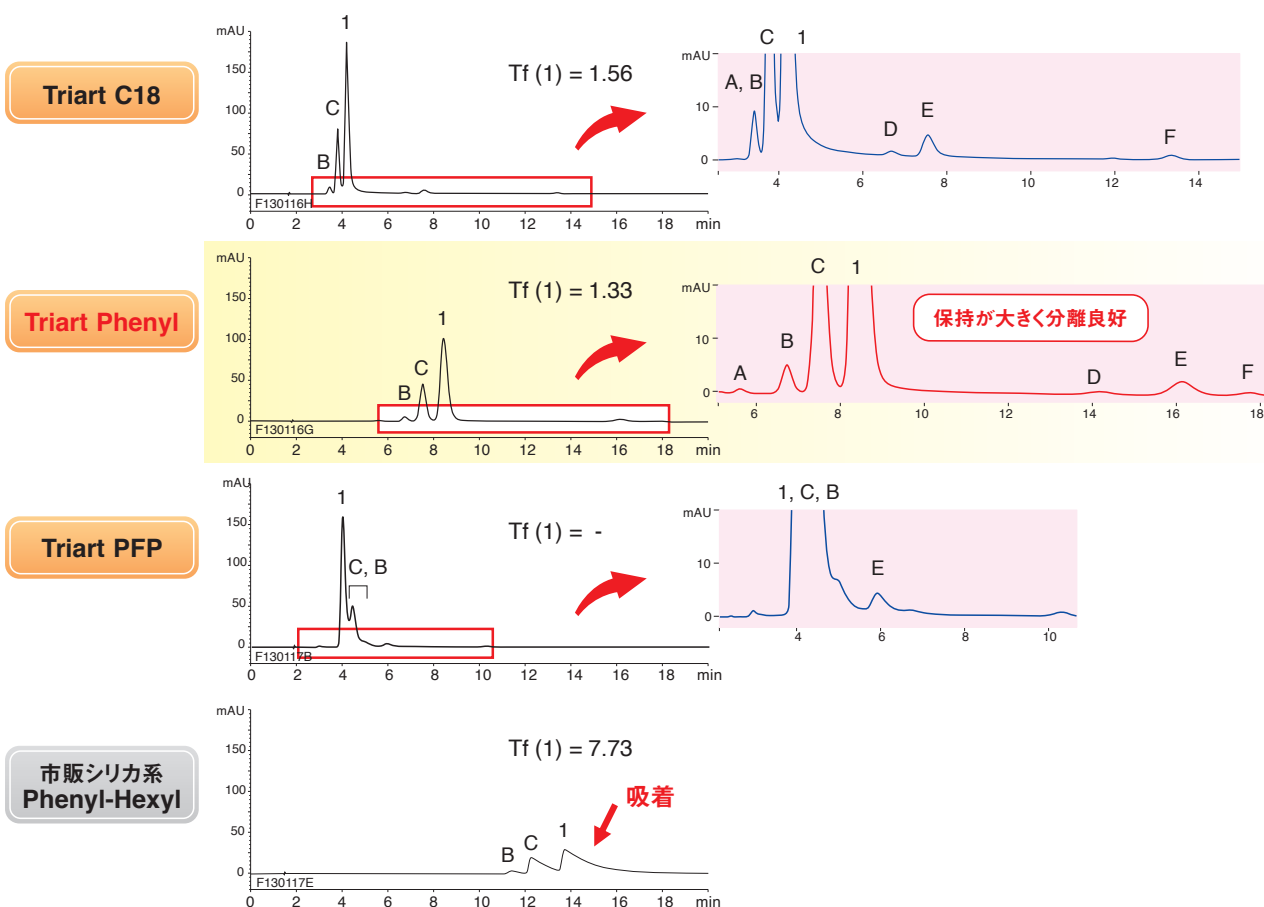 Triart C18
mAU
150
100
50
0
1
C
B
Tf (1) = 1.56
F130116H
0 2 4 6 8 10 12 14 16 18 min
mAU
10
0
A, B
C 1
D
E
F
4 6 8 10 12 14
Triart Phenyl
mAU
150
100
50
0
1
C
B
Tf (1) = 1.33
F130116G
0 2 4 6 8 10 12 14 16 18 min
mAU
10
0
A
B
C 1
保持が大きく分離良好
D
E
F
6 8 10 12 14 16 18
Triart PFP
mAU
150
100
50
0
1
C, B
Tf (1) = -
F130117B
0 2 4 6 8 10 12 14 16 18 min
mAU
10
0
1, C, B
E
4 6 8 10
市販シリカ系
Phenyl-Hexyl
mAU
150
100
50
0
B
C
1
Tf (1) = 7.73
吸着
F130117E
0 2 4 6 8 10 12 14 16 18 min